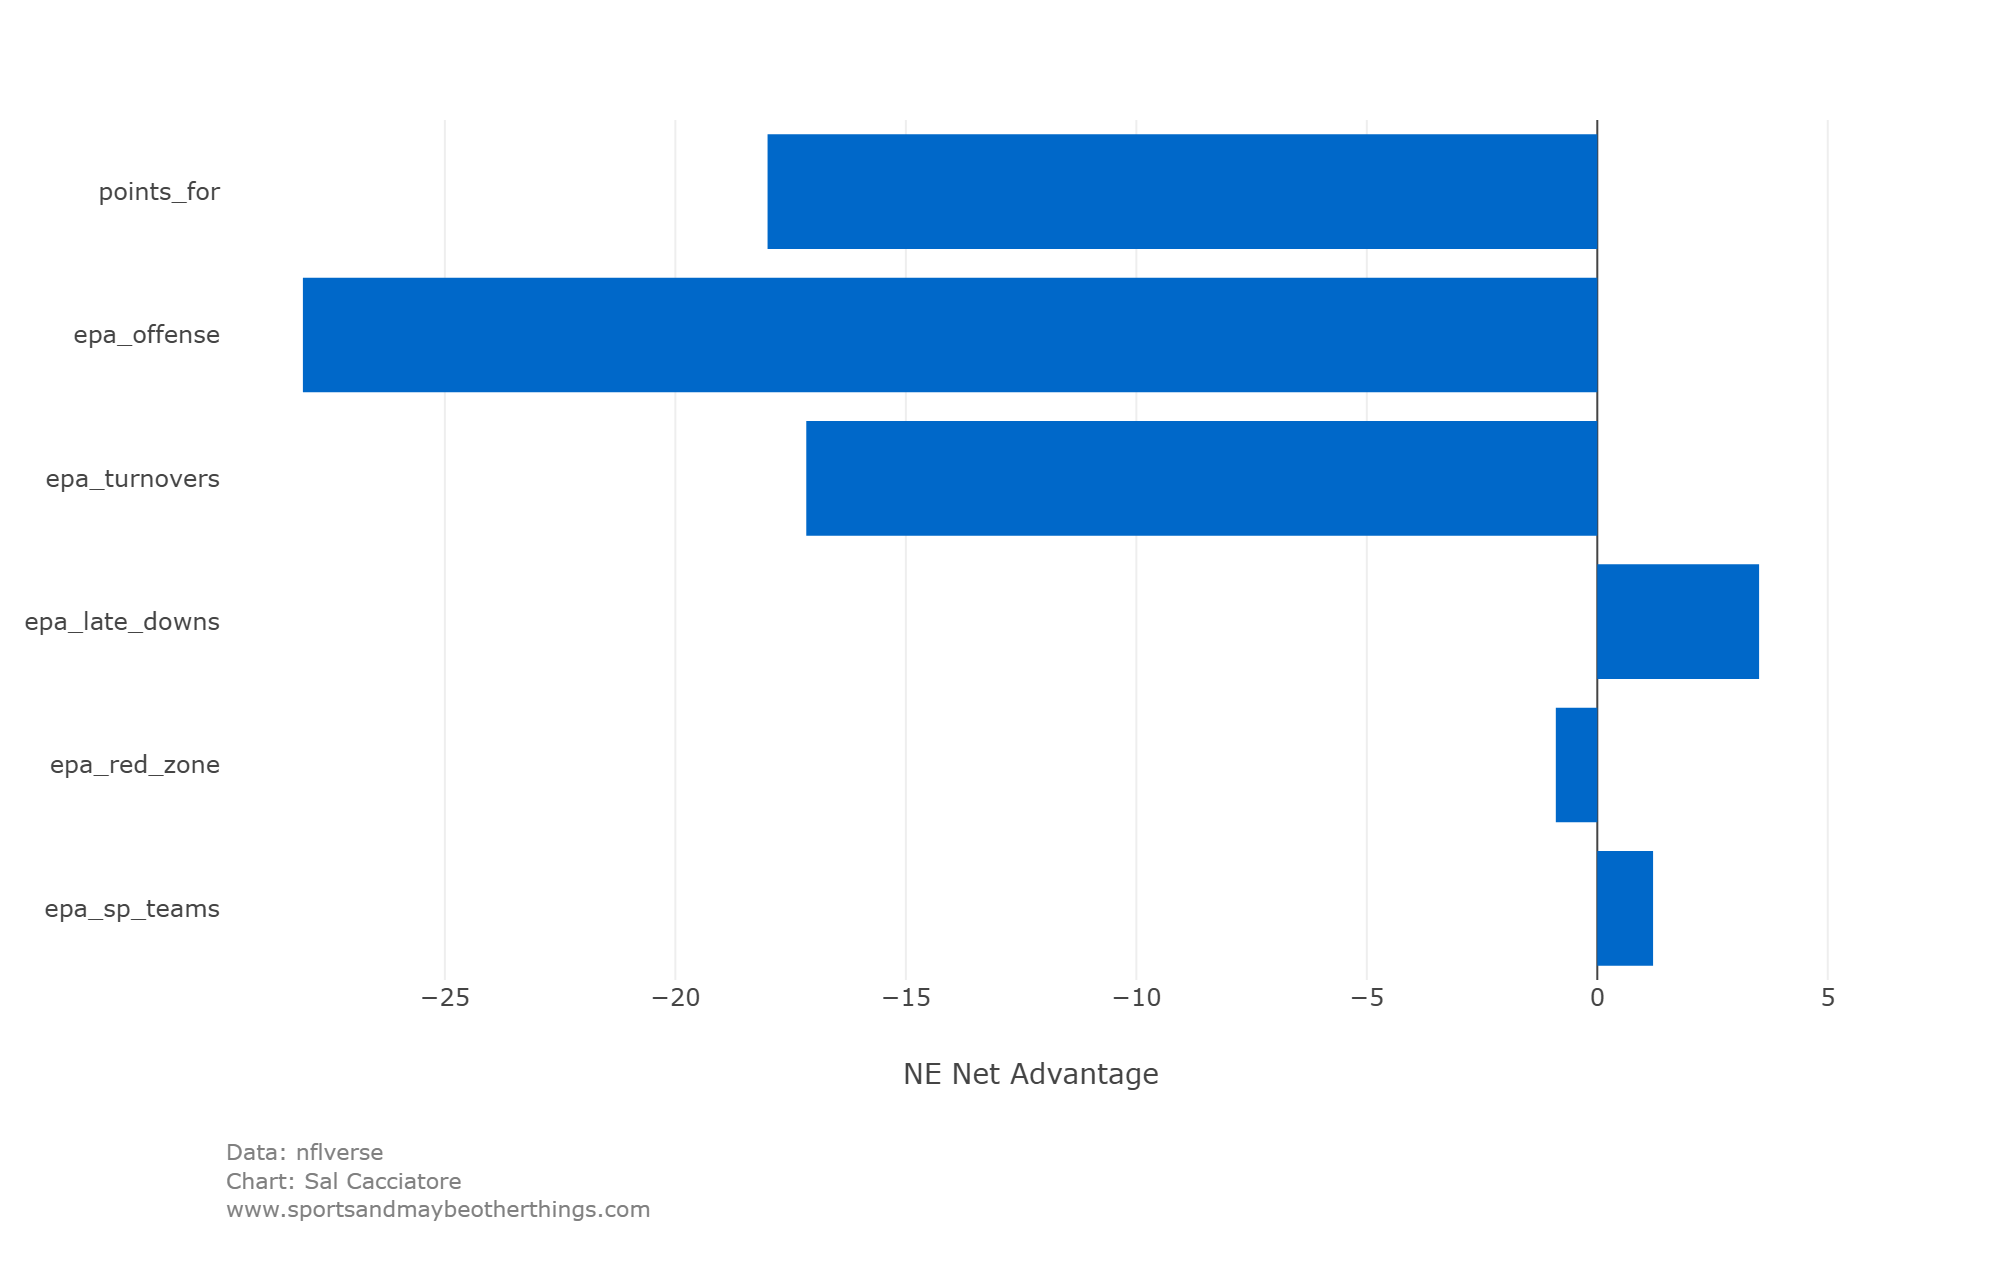 points_for
epa_offense
epa_turnovers
epa_late_downs
epa_red_zone
epa_sp_teams
−25 −20 −15 −10 −5 0 5
NE Net Advantage
Data: nflverse
Chart: Sal Cacciatore
www.sportsandmaybeotherthings.com